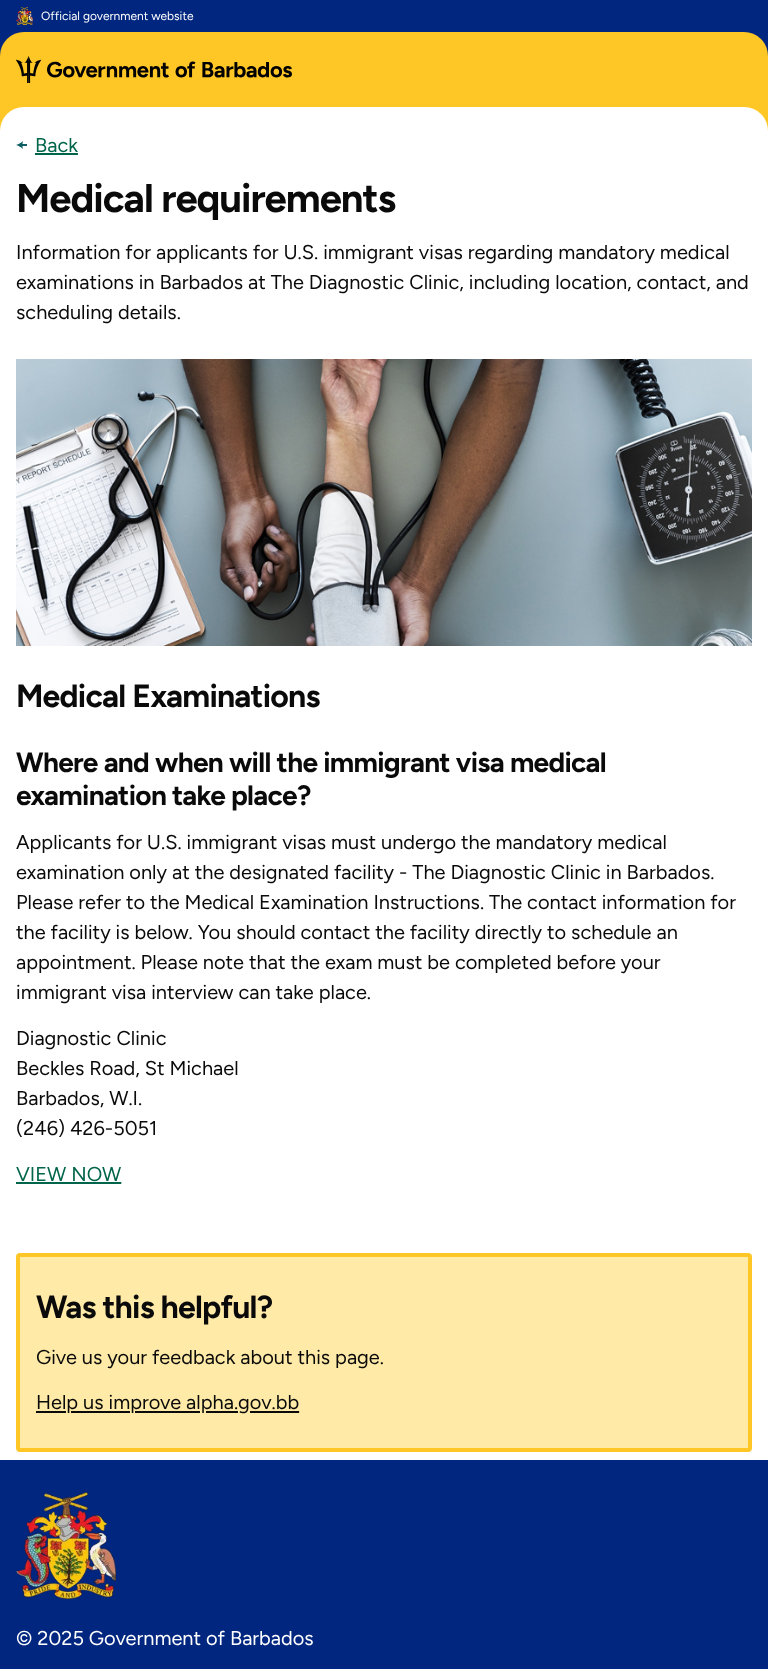 Official government website
Government of Barbados
Back
Medical requirements
Information for applicants for U.S. immigrant visas regarding mandatory medical
examinations in Barbados at The Diagnostic Clinic, including location, contact, and
scheduling details.
Y REPORT SCHEDULE
Medical Examinations
Where and when will the immigrant visa medical
examination take place?
Applicants for U.S. immigrant visas must undergo the mandatory medical
examination only at the designated facility - The Diagnostic Clinic in Barbados.
Please refer to the Medical Examination Instructions. The contact information for
the facility is below. You should contact the facility directly to schedule an
appointment. Please note that the exam must be completed before your
immigrant visa interview can take place.
Diagnostic Clinic
Beckles Road, St Michael
Barbados, W.I.
(246) 426-5051
VIEW NOW
Was this helpful?
Give us your feedback about this page.
Help us improve alpha.gov.bb
PRIDE AND INDUSTRY
© 2025 Government of Barbados